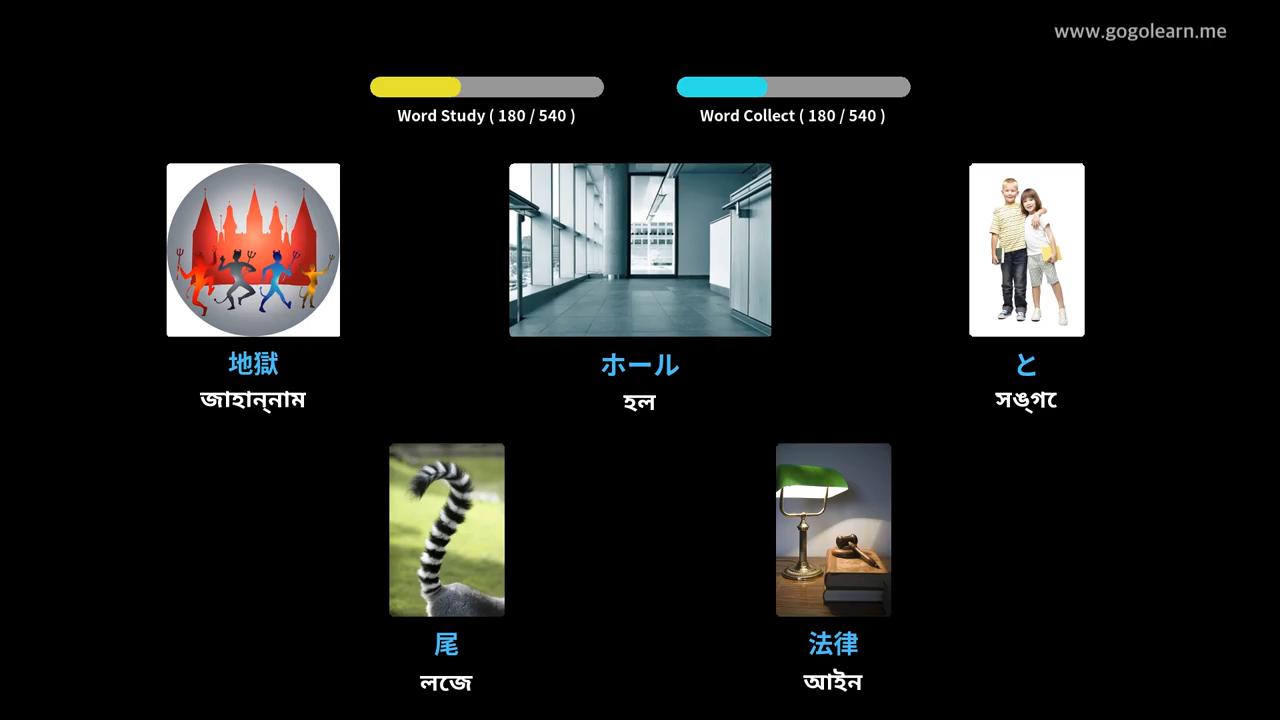 www.gogolearn.me
Word Study ( 180 / 540 )
Word Collect ( 180 / 540 )
地獄
ホール
と
জাহান্নাম
হল
সঙ্গে
尾
法律
লজে
আইন